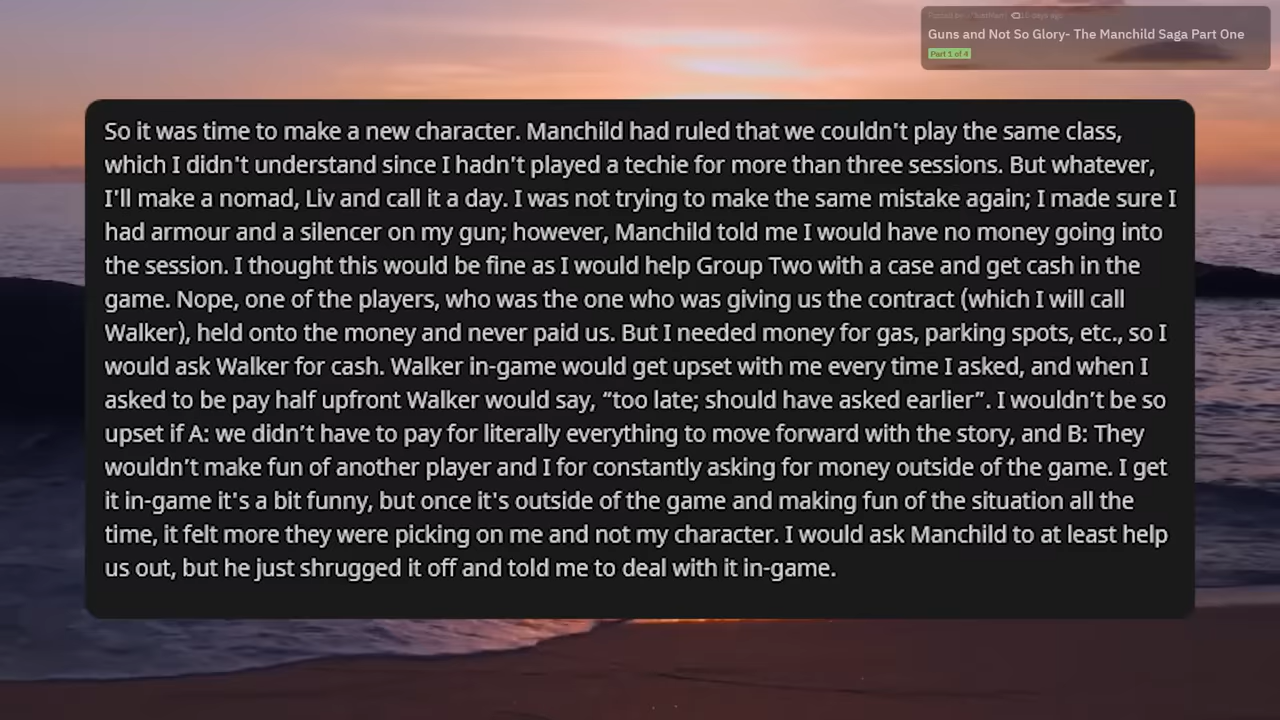 days ago
Guns and Not So Glory- The Manchild Saga Part One
Part 1 of 4
So it was time to make a new character. Manchild had ruled that we couldn't play the same class,
which I didn't understand since I hadn't played a techie for more than three sessions. But whatever,
I'll make a nomad, Liv and call it a day. I was not trying to make the same mistake again; I made sure I
had armour and a silencer on my gun; however, Manchild told me I would have no money going into
the session. I thought this would be fine as I would help Group Two with a case and get cash in the
game. Nope, one of the players, who was the one who was giving us the contract (which I will call
Walker), held onto the money and never paid us. But I needed money for gas, parking spots, etc., so I
would ask Walker for cash. Walker in-game would get upset with me every time I asked, and when I
asked to be pay half upfront Walker would say, “too late; should have asked earlier”. I wouldn’t be so
upset if A: we didn’t have to pay for literally everything to move forward with the story, and B: They
wouldn’t make fun of another player and I for constantly asking for money outside of the game. I get
it in-game it's a bit funny, but once it's outside of the game and making fun of the situation all the
time, it felt more they were picking on me and not my character. I would ask Manchild to at least help
us out, but he just shrugged it off and told me to deal with it in-game.